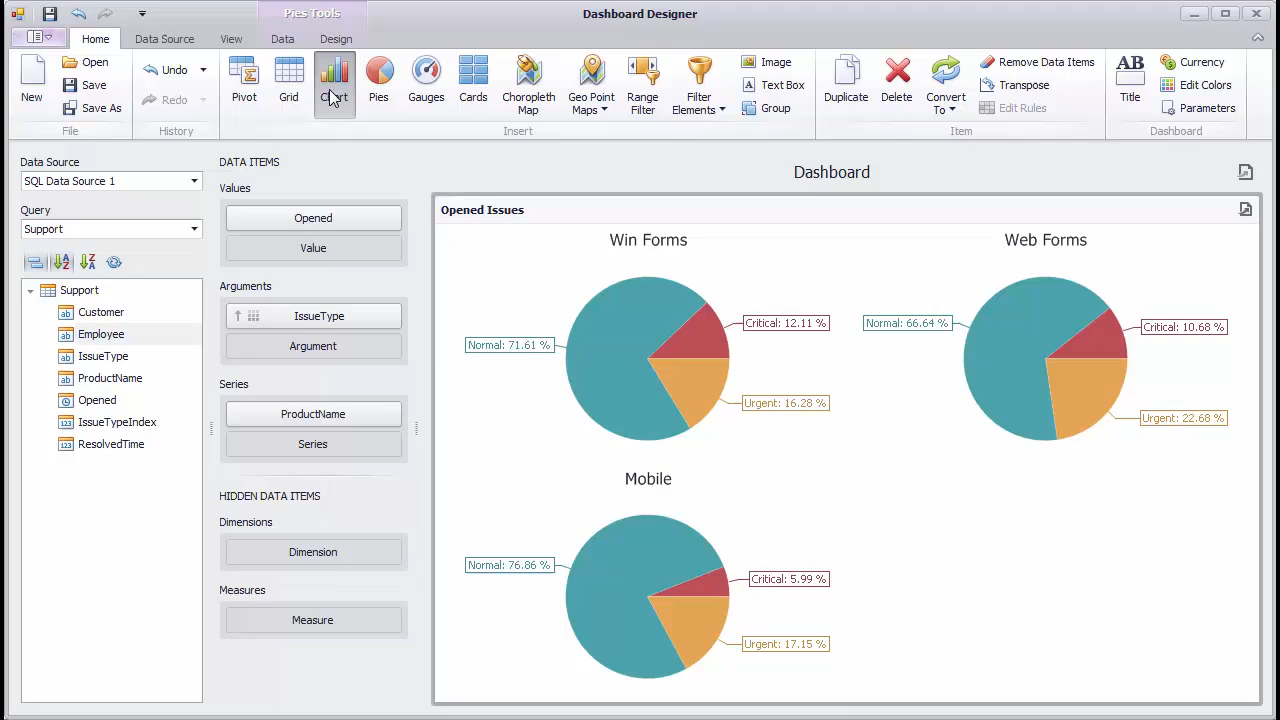 Pies Tools
Dashboard Designer
Home
Data Source
View
Data
Design
New
Open
Save
Save As
File
Undo
Redo
History
Pivot
Grid
Chart
Pies
Gauges
Cards
Choropleth
Map
Geo Point
Maps
Range
Filter
Filter
Elements
Image
Text Box
Group
Insert
Duplicate
Delete
Convert
To
Remove Data Items
Transpose
Edit Rules
Item
AB
Title
Currency
Edit Colors
Parameters
Dashboard
Data Source
SQL Data Source 1
Query
Support
Support
Customer
Employee
IssueType
ProductName
Opened
IssueTypeIndex
ResolvedTime
DATA ITEMS
Values
Opened
Value
Arguments
IssueType
Argument
Series
ProductName
Series
HIDDEN DATA ITEMS
Dimensions
Dimension
Measures
Measure
Dashboard
Opened Issues
Win Forms
Normal: 71.61 %
Critical: 12.11 %
Urgent: 16.28 %
Web Forms
Normal: 66.64 %
Critical: 10.68 %
Urgent: 22.68 %
Mobile
Normal: 76.86 %
Critical: 5.99 %
Urgent: 17.15 %